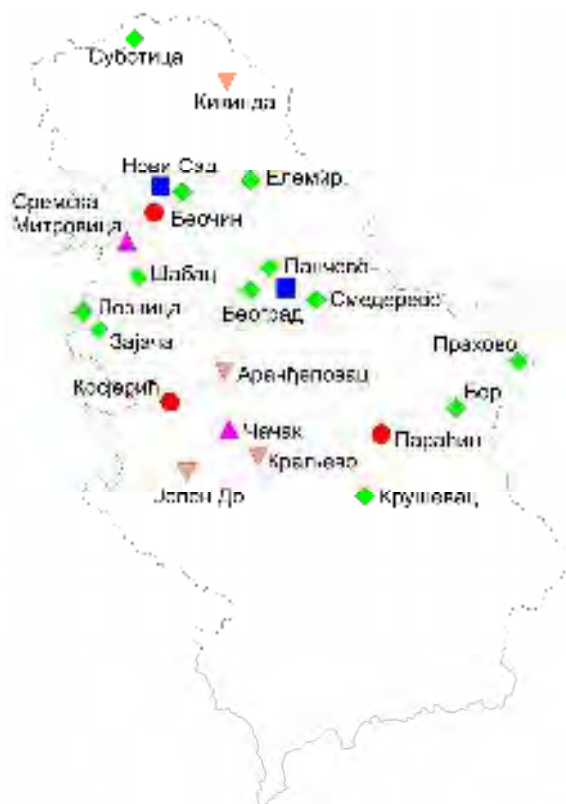 Суботица
Кикинда
Нови Сад
Елемир
Сремска
Митровица
Беочин
Шабац
Панчево
Лозница
Београд
Смедерево
Зајача
Прахово
Аранђеловац
Косјерић
Бор
Чачак
Параћин
Краљево
Јелен До
Крушевац